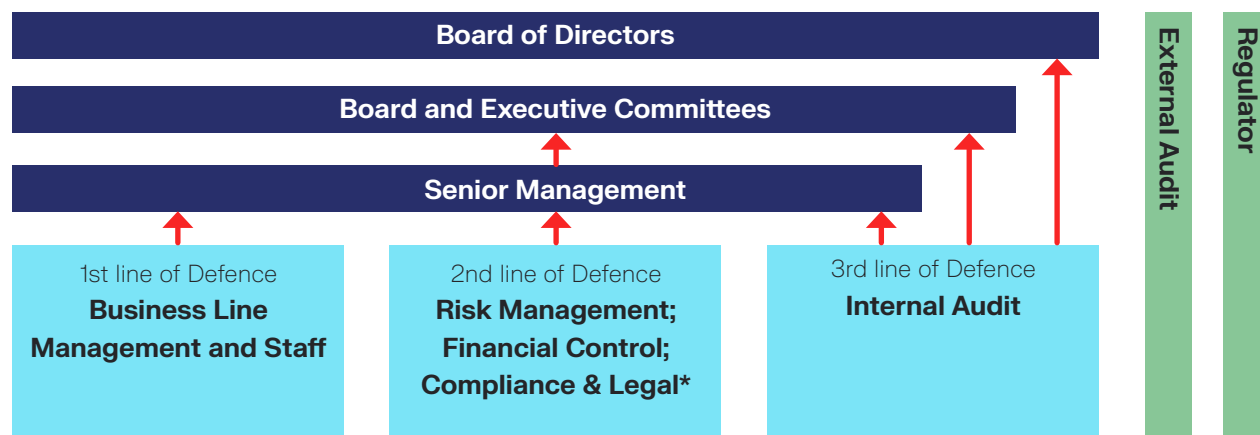 Board of Directors
Board and Executive Committees
Senior Management
1st line of Defence
Business Line
Management and Staff
2nd line of Defence
Risk Management;
Financial Control;
Compliance & Legal*
3rd line of Defence
Internal Audit
External Audit
Regulator